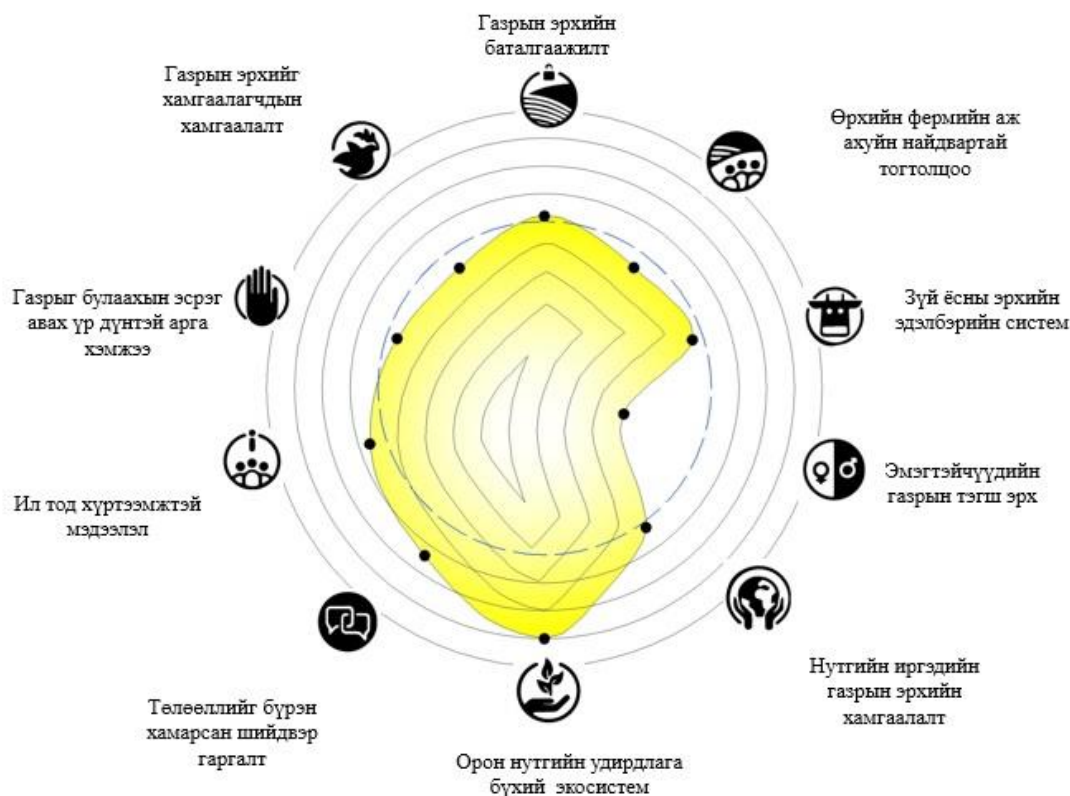 Газрын эрхийн
баталгаажилт
Өрхийн фермийн аж
ахуйн найдвартай
тогтолцоо
Зүй ёсны эрхийн
эдэлбэрийн систем
Эмэгтэйчүүдийн
газрын тэгш эрх
Нутгийн иргэдийн
газрын эрхийн
хамгаалалт
Орон нутгийн удирдлага
бүхий экосистем
Төлөөллийг бүрэн
хамарсан шийдвэр
гаргалт
Ил тод хүртээмжтэй
мэдээлэл
Газрыг булаахын эсрэг
авах үр дүнтэй арга
хэмжээ
Газрын эрхийг
хамгаалагчдын
хамгаалалт